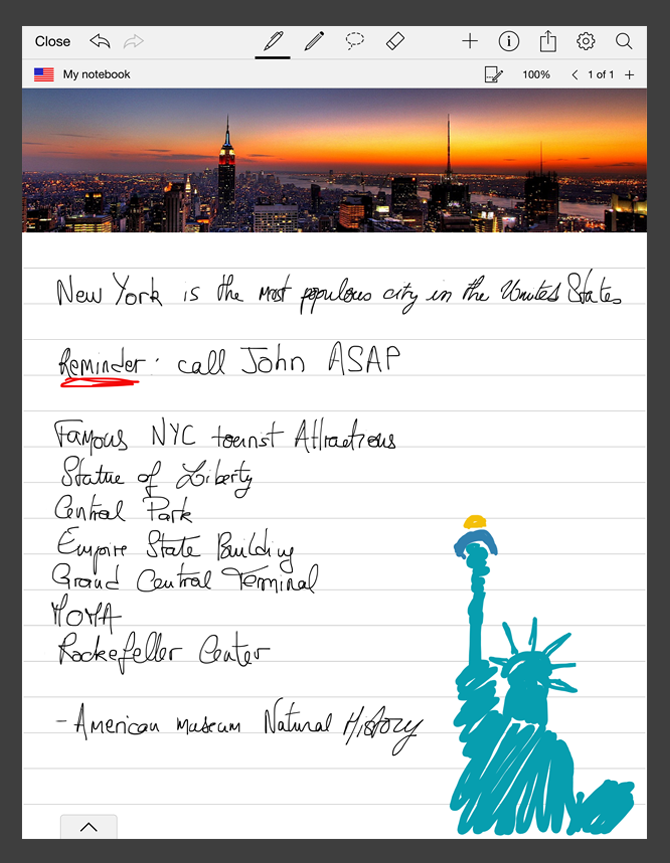 Close
My notebook
100%
1 of 1
New York is the most populous city in the United States
Reminder: call John ASAP
Famous NYC tourist Attractions
Statue of Liberty
Central Park
Empire State Building
Grand Central Terminal
MOMA
Rockefeller Center
- American museum Natural History